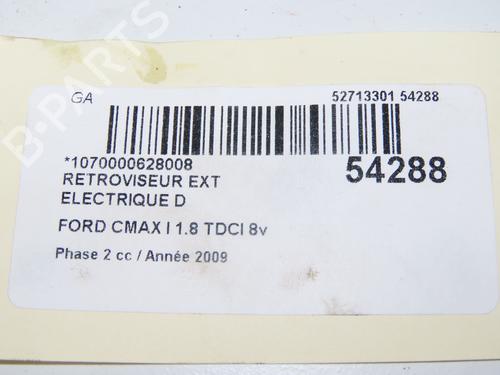 GA
52713301 54288
*1070000628008
54288
RETROVISEUR EXT
ELECTRIQUE D
FORD CMAX I 1.8 TDCI 8v
Phase 2 cc / Année 2009
B-PARTS